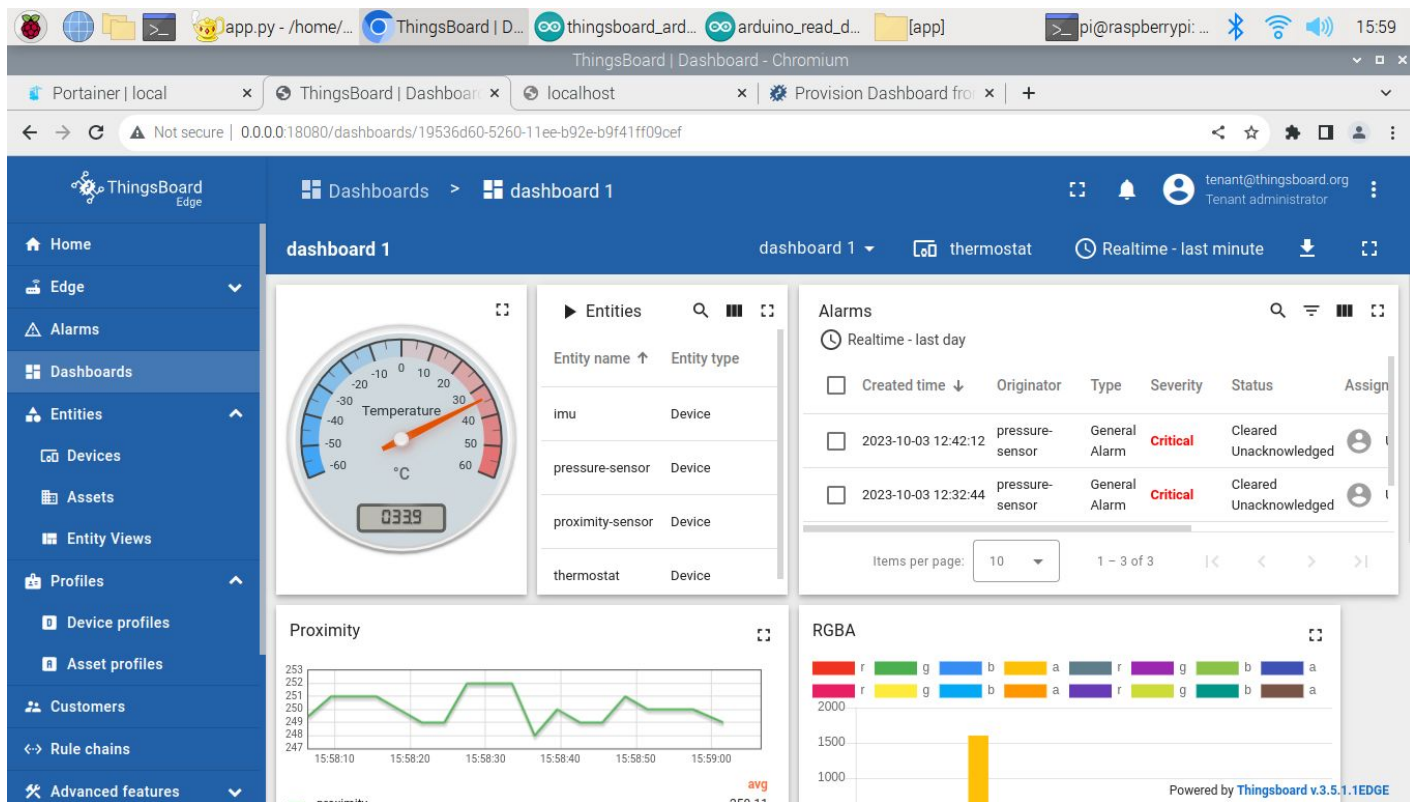 app.py - /home/... ThingsBoard | D... thingsboard_ard... arduino_read_d... [app] pi@raspberrypi: ... 15:59
ThingsBoard | Dashboard - Chromium
Portainer | local ThingsBoard | Dashboar localhost Provision Dashboard fro
Not secure | 0.0.0.0:18080/dashboards/19536d60-5260-11ee-b92e-b9f41ff09cef
ThingsBoard
Edge
Dashboards > dashboard 1
tenant@thingsboard.org
Tenant administrator
Home
Edge
Alarms
Dashboards
Entities
Devices
Assets
Entity Views
Profiles
Device profiles
Asset profiles
Customers
Rule chains
Advanced features
dashboard 1
dashboard 1 thermostat Realtime - last minute
-60 -50 -40 -30 -20 -10 0 10 20 30 40 50 60
Temperature
°C
033.9
Entities
Entity name Entity type
imu Device
pressure-sensor Device
proximity-sensor Device
thermostat Device
Alarms
Realtime - last day
Created time Originator Type Severity Status Assign
2023-10-03 12:42:12 pressure-sensor General Alarm Critical Cleared Unacknowledged
2023-10-03 12:32:44 pressure-sensor General Alarm Critical Cleared Unacknowledged
Items per page: 10 1 – 3 of 3
Proximity
253
252
251
250
249
248
247
15:58:10 15:58:20 15:58:30 15:58:40 15:58:50 15:59:00
avg
RGBA
r g b a r g b a
r g b a r g b a
2000
1500
1000
Powered by Thingsboard v.3.5.1.1EDGE